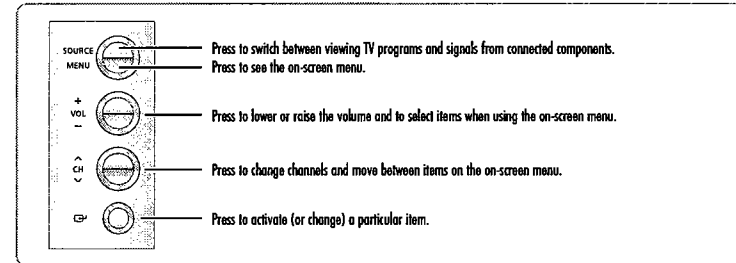 SOURCE
Press to switch between viewing TV programs and signals from connected components.
MENU
Press to see the on-screen menu.
+
VOL
−
Press to lower or raise the volume and to select items when using the on-screen menu.
CH
Press to change channels and move between items on the on-screen menu.
Press to activate (or change) a particular item.